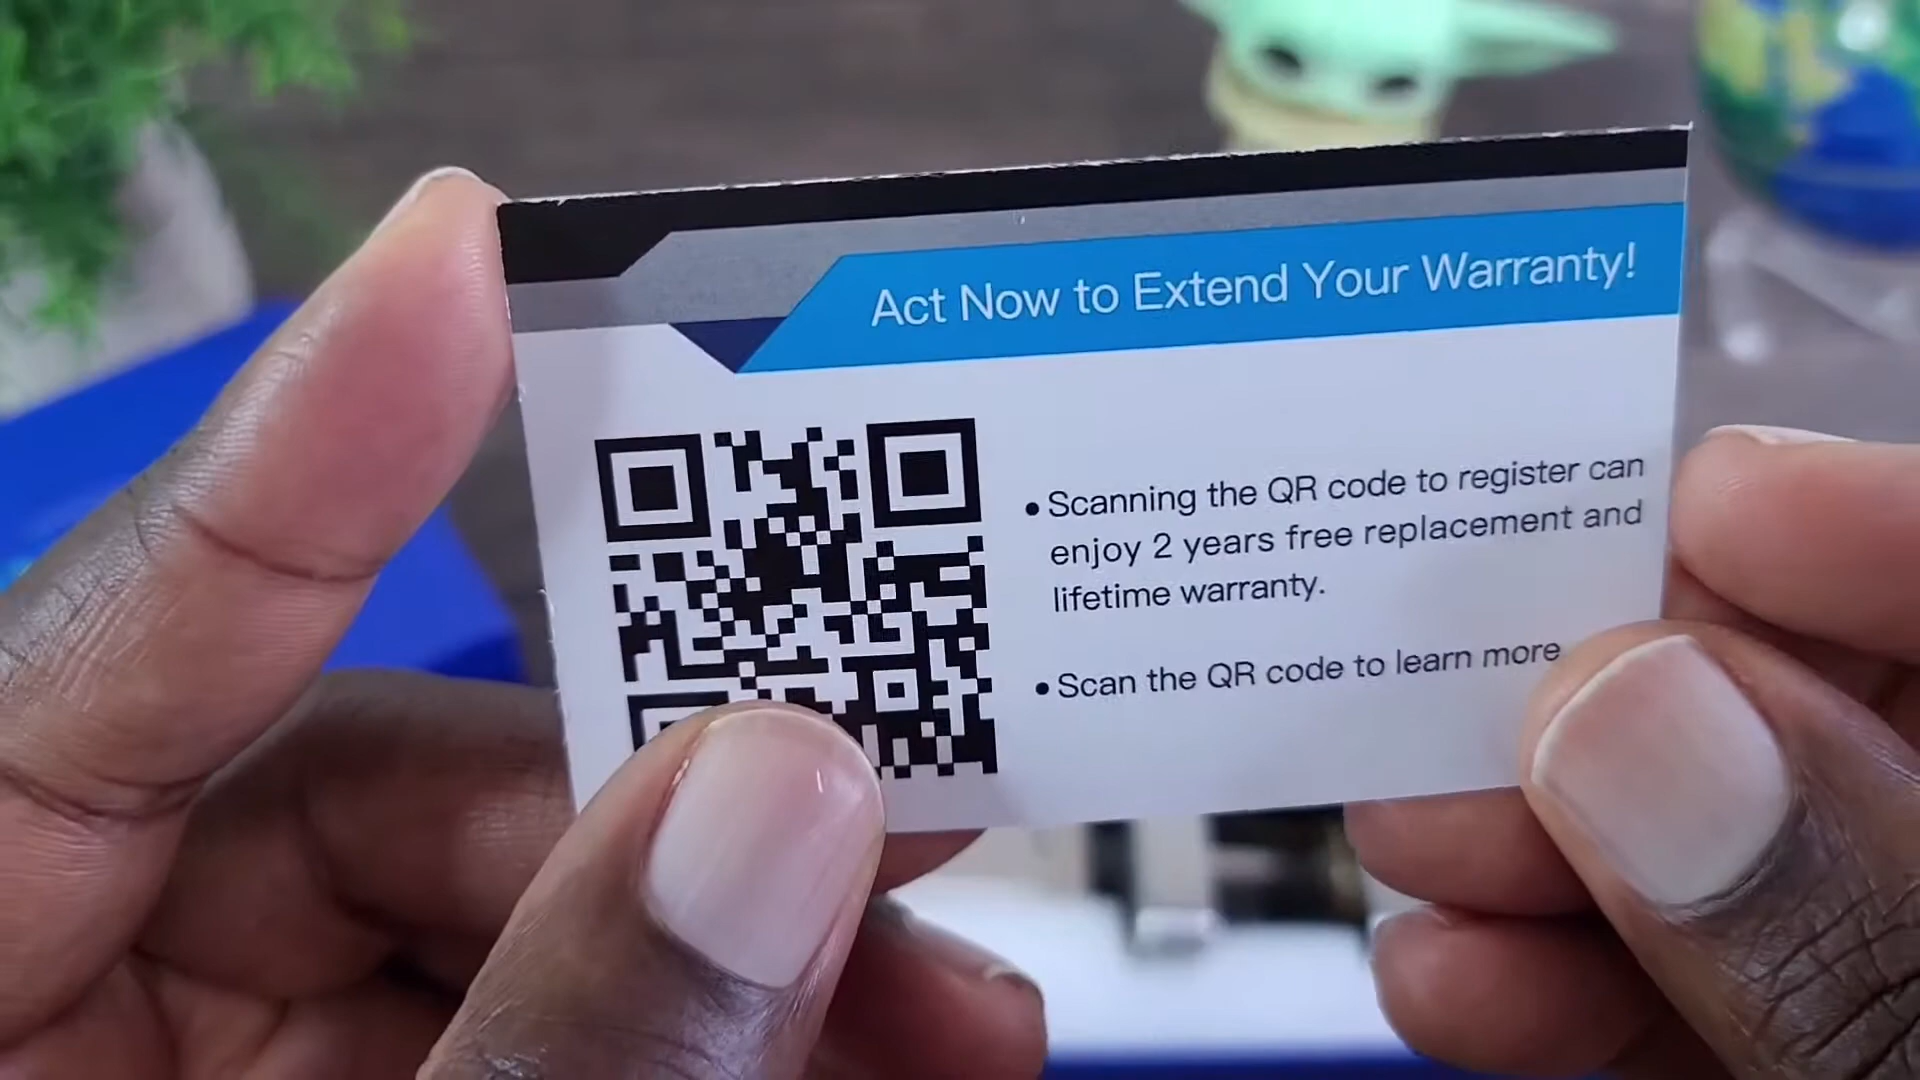 Act Now to Extend Your Warranty!
• Scanning the QR code to register can
enjoy 2 years free replacement and
lifetime warranty.
• Scan the QR code to learn more